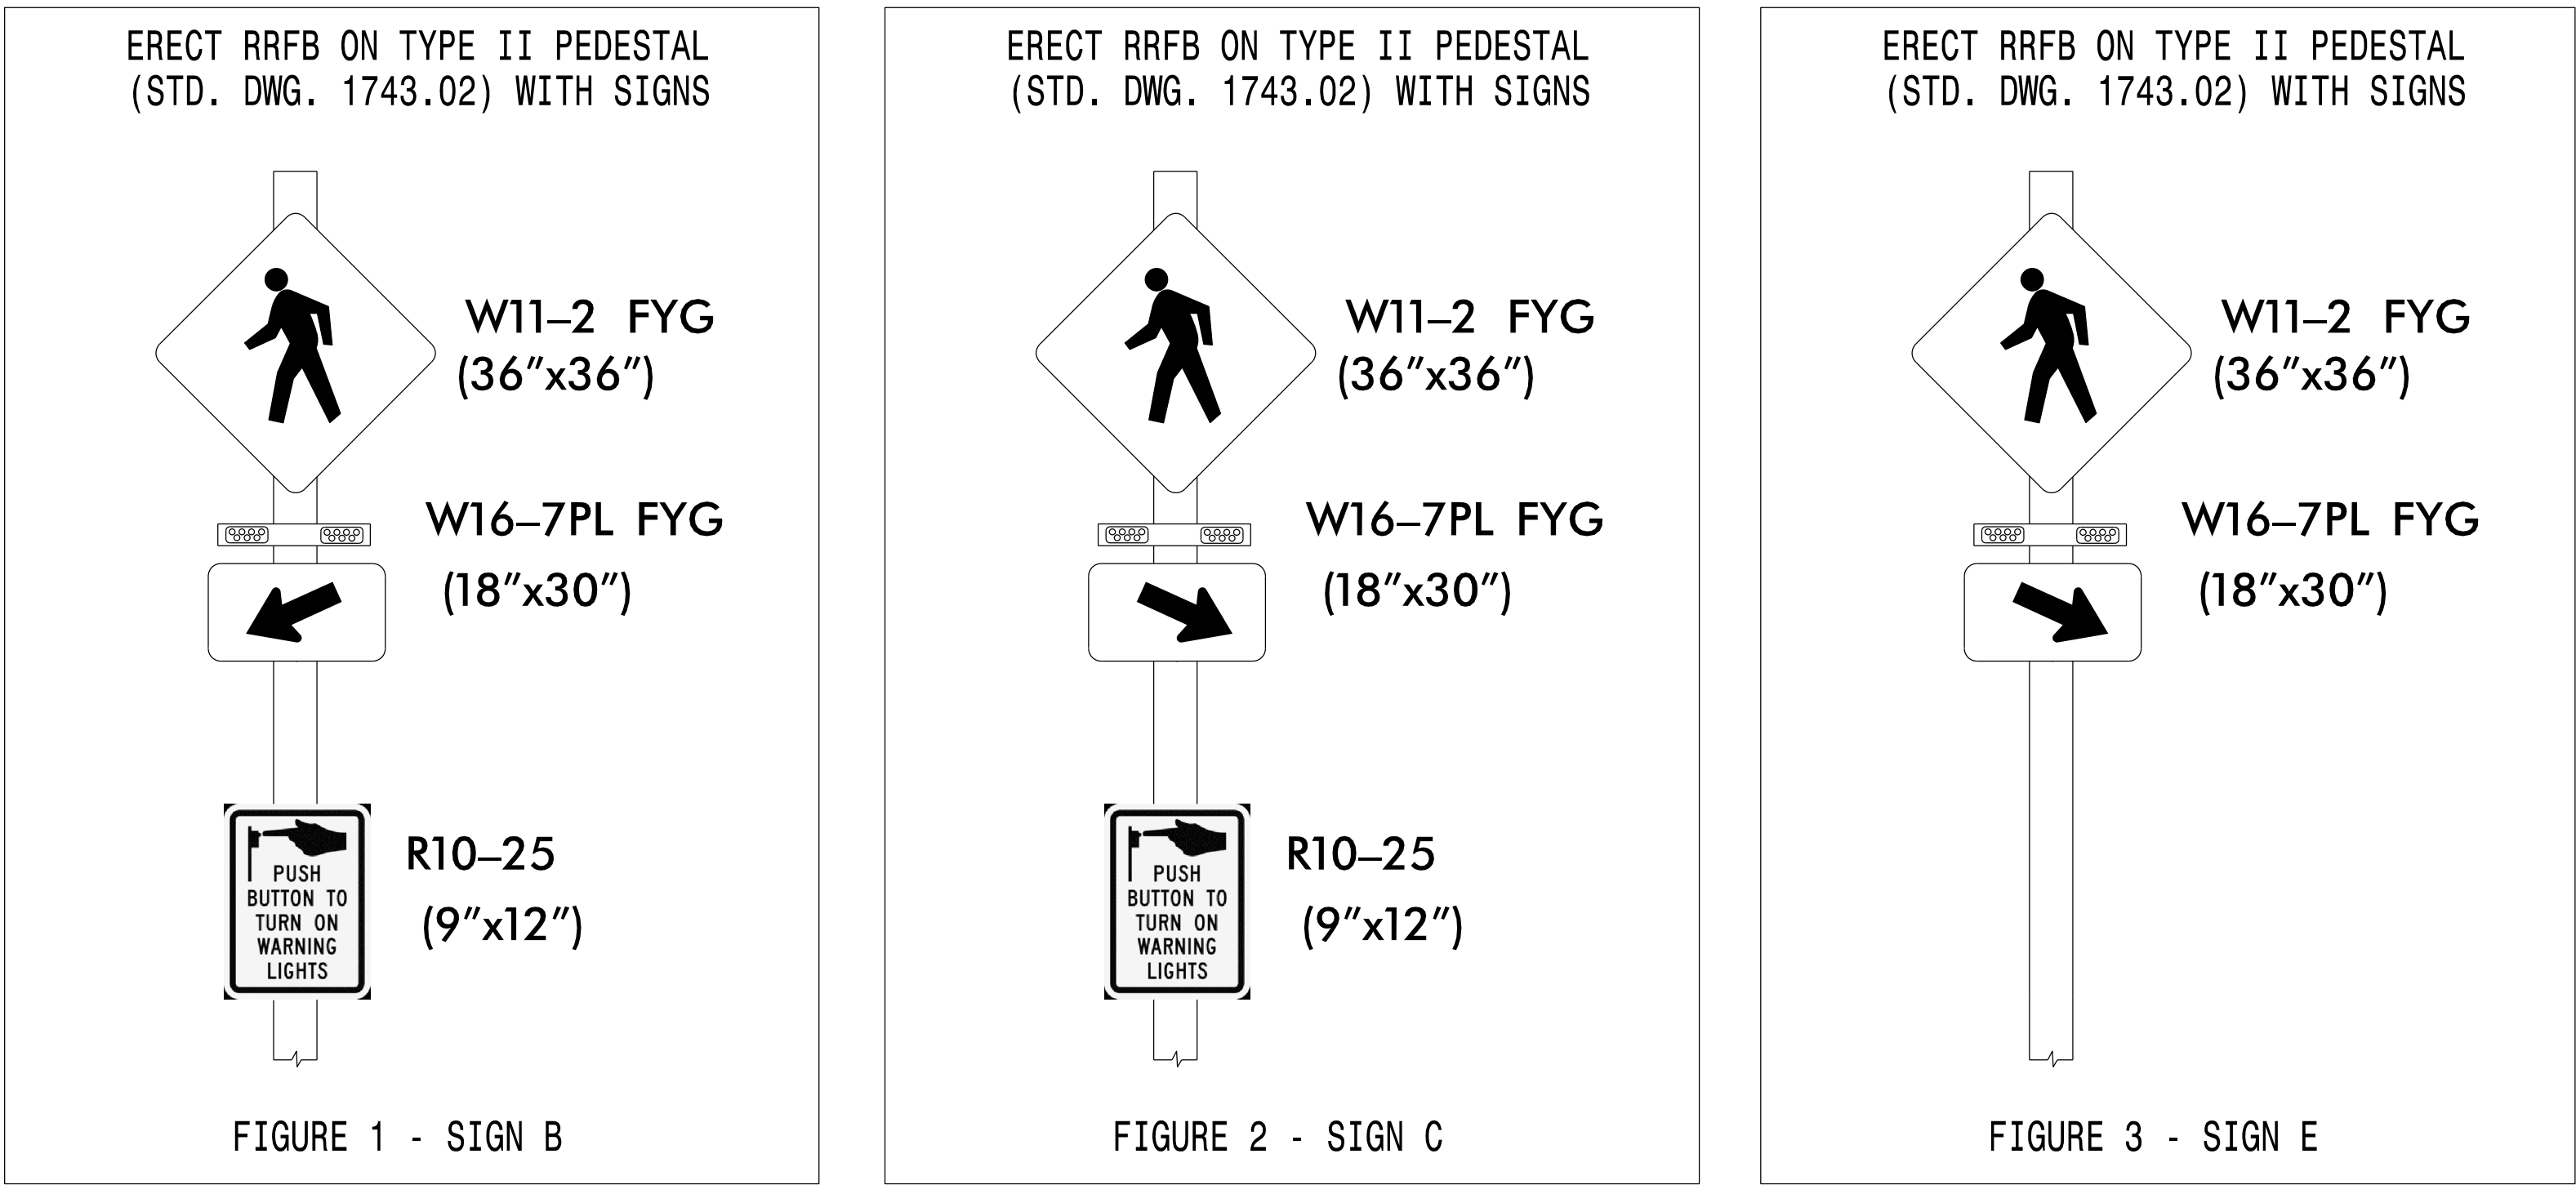 ERECT RRFB ON TYPE II PEDESTAL
(STD. DWG. 1743.02) WITH SIGNS
W11–2 FYG
(36"x36")
W16–7PL FYG
(18"x30")
PUSH
BUTTON TO
TURN ON
WARNING
LIGHTS
R10–25
(9"x12")
FIGURE 1 - SIGN B
ERECT RRFB ON TYPE II PEDESTAL
(STD. DWG. 1743.02) WITH SIGNS
W11–2 FYG
(36"x36")
W16–7PL FYG
(18"x30")
PUSH
BUTTON TO
TURN ON
WARNING
LIGHTS
R10–25
(9"x12")
FIGURE 2 - SIGN C
ERECT RRFB ON TYPE II PEDESTAL
(STD. DWG. 1743.02) WITH SIGNS
W11–2 FYG
(36"x36")
W16–7PL FYG
(18"x30")
FIGURE 3 - SIGN E